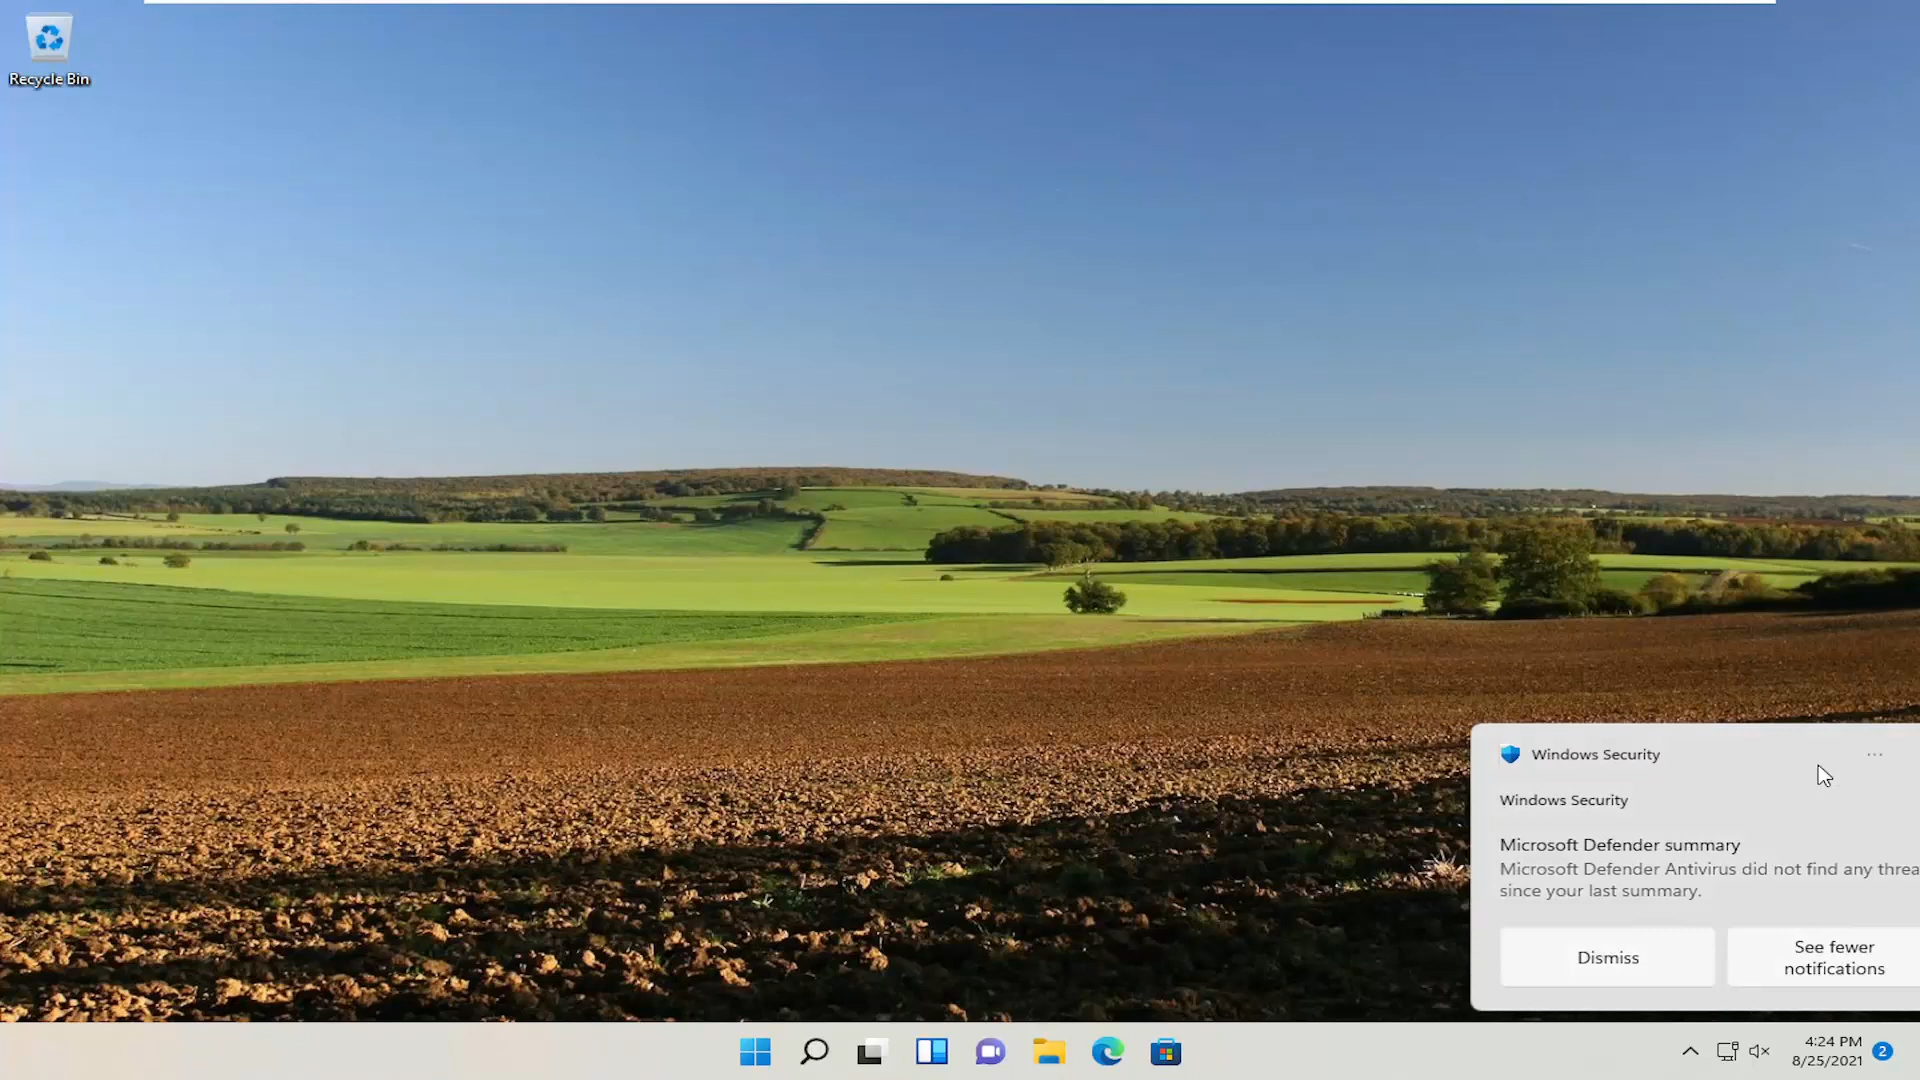 Recycle Bin
Windows Security
Windows Security
Microsoft Defender summary
Microsoft Defender Antivirus did not find any threa
since your last summary.
Dismiss
See fewer
notifications
4:24 PM
8/25/2021
2